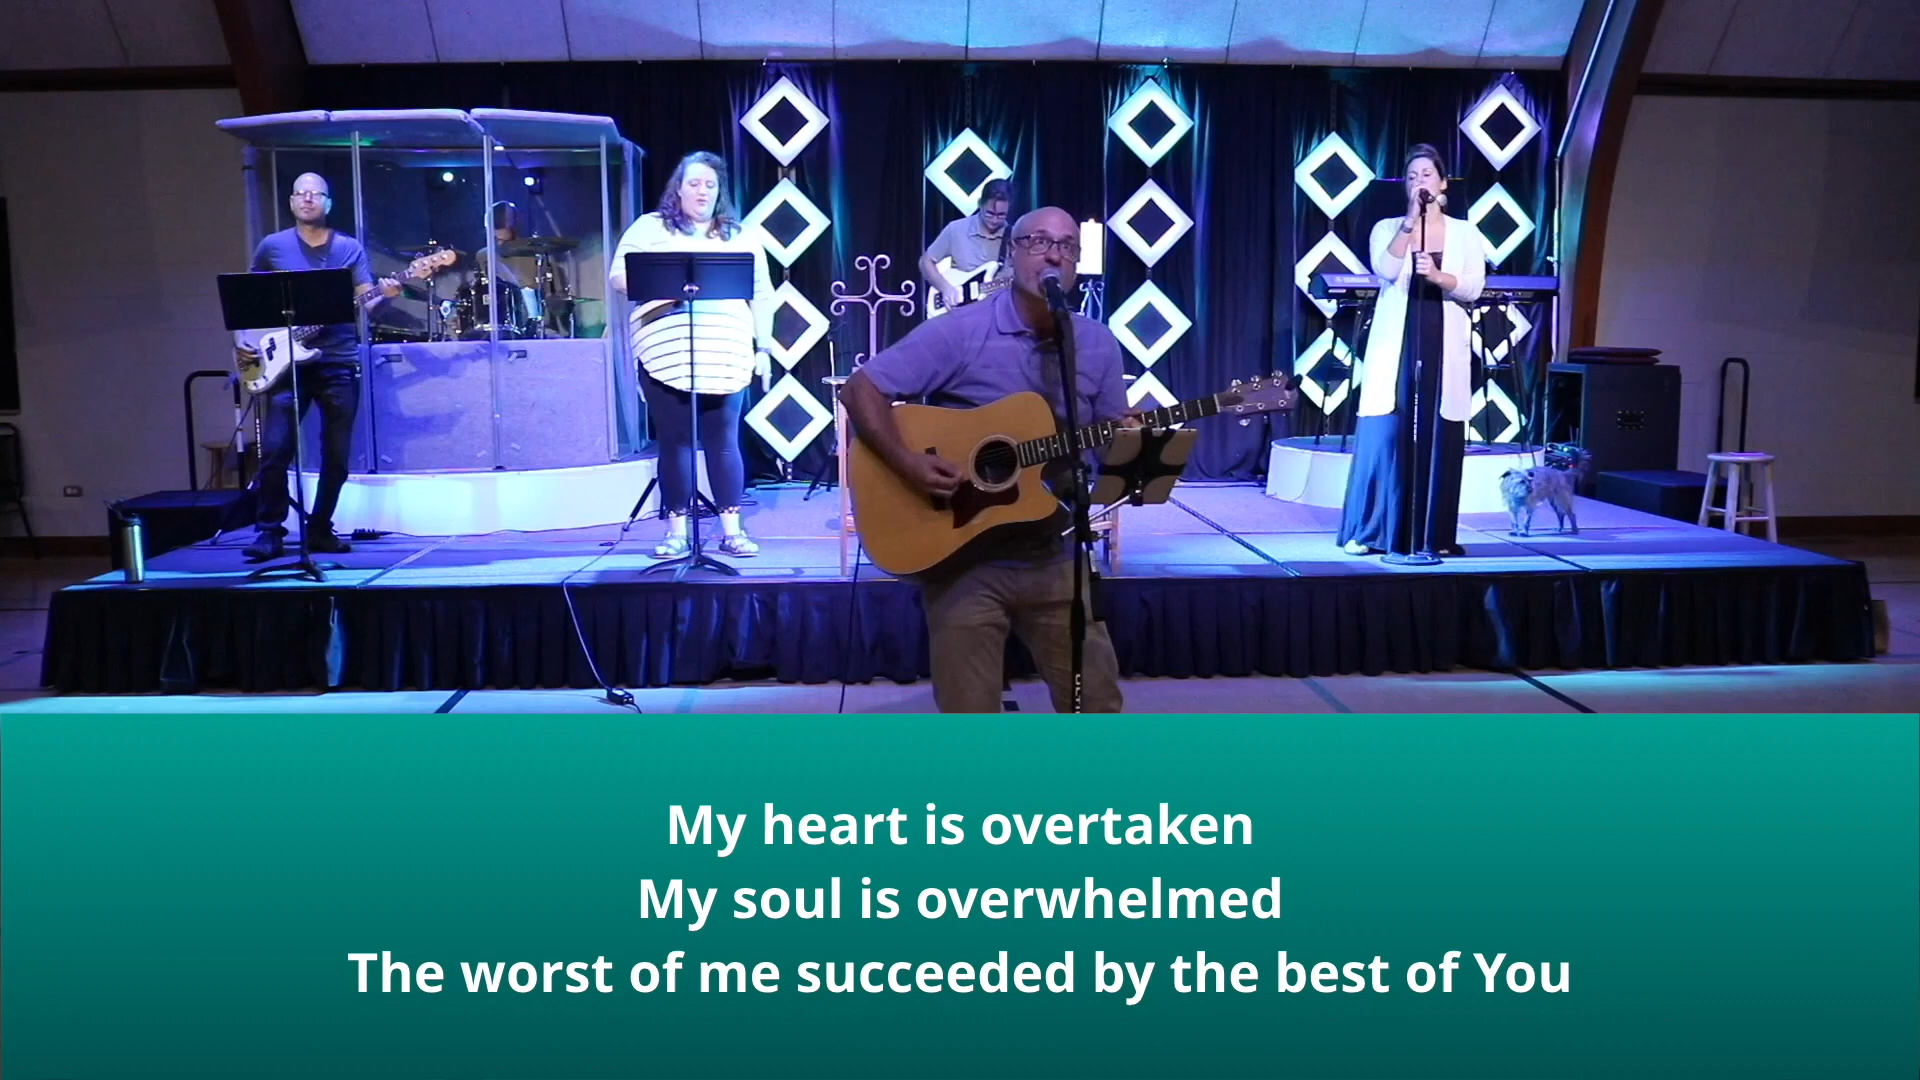 My heart is overtaken
My soul is overwhelmed
The worst of me succeeded by the best of You